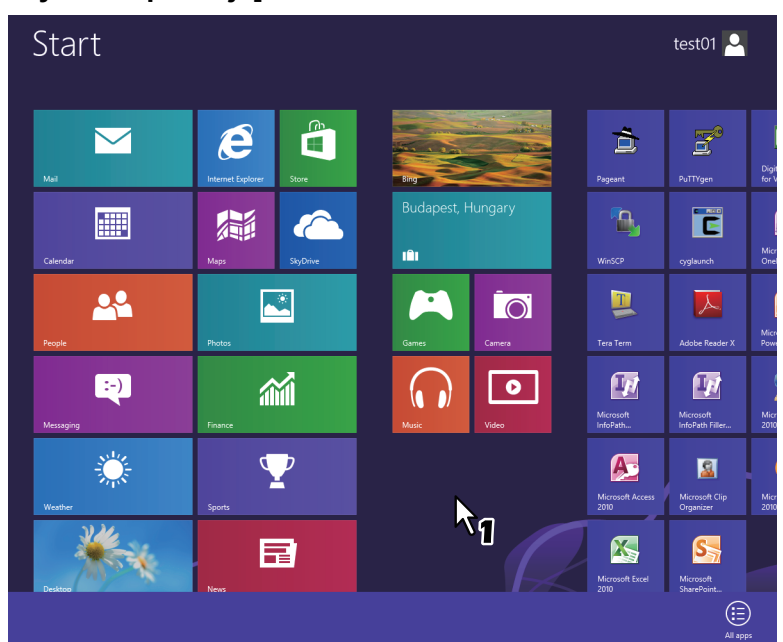 Start
test01
Mail
Internet Explorer
Store
Bing
Pageant
PuTTYgen
Calendar
Maps
SkyDrive
Budapest, Hungary
WinSCP
cyglaunch
People
Photos
Games
Camera
Tera Term
Adobe Reader X
Messaging
Finance
Music
Video
Microsoft
InfoPath...
Microsoft
InfoPath Filler...
Weather
Sports
1
Microsoft Access
2010
Microsoft Clip
Organizer
Desktop
News
Microsoft Excel
2010
Microsoft
SharePoint...
All apps